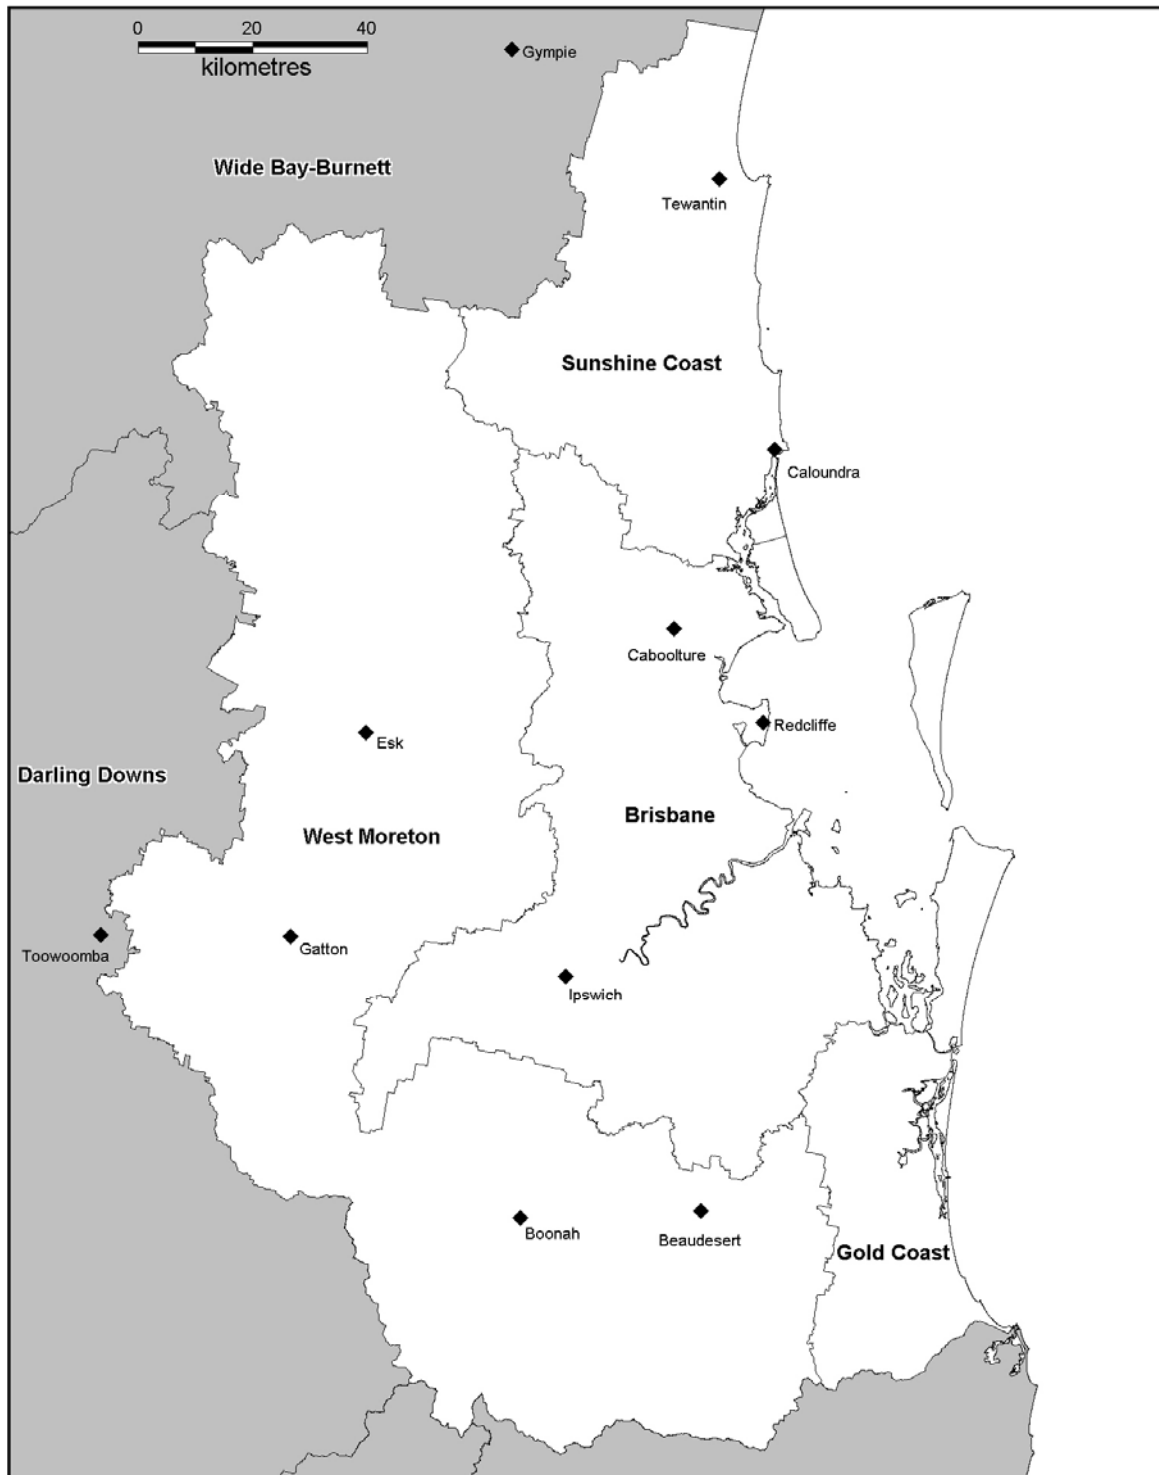 0 20 40
kilometres
Gympie
Wide Bay-Burnett
Tewantin
Sunshine Coast
Caloundra
Caboolture
Redcliffe
Esk
Darling Downs
Brisbane
West Moreton
Toowoomba
Gatton
Ipswich
Boonah
Beaudesert
Gold Coast